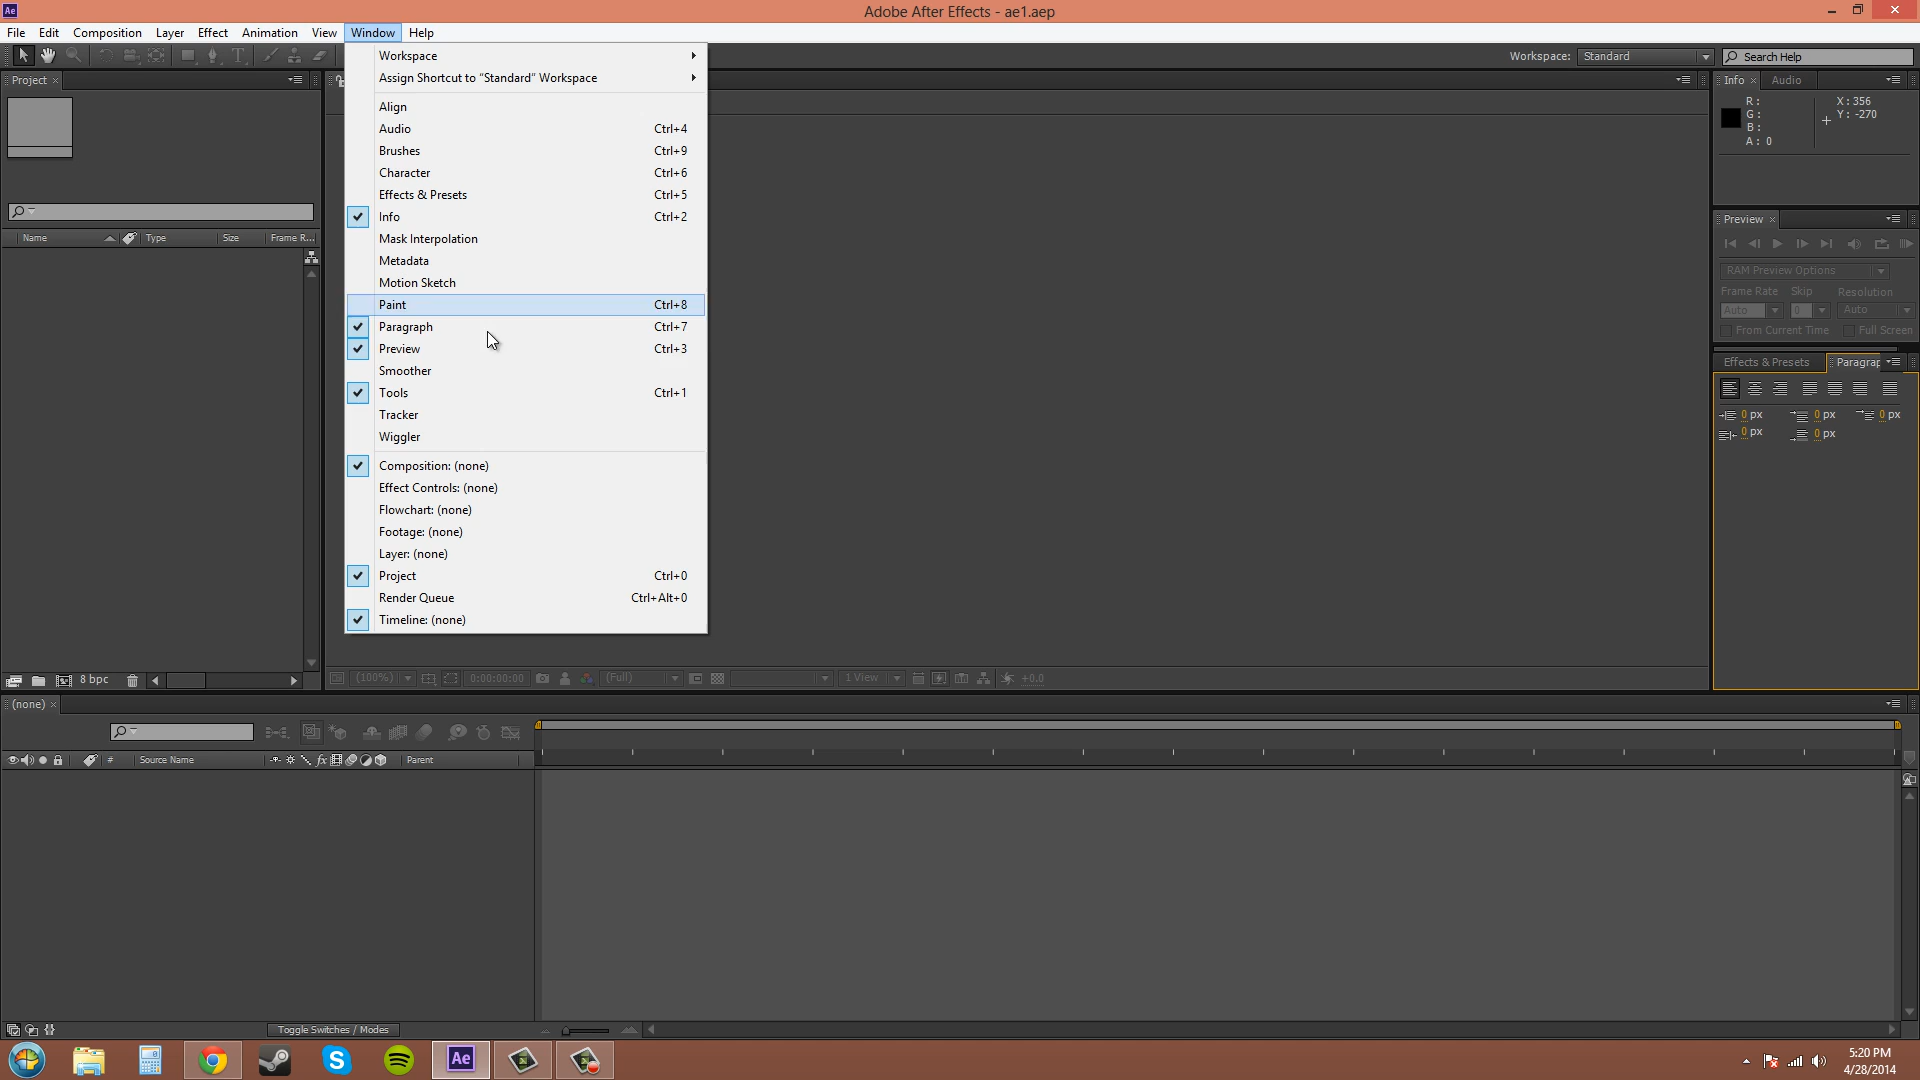 Ae
Adobe After Effects - ae1.aep
File Edit Composition Layer Effect Animation View Window Help
Workspace: Standard Search Help
Project
Name Type Size Frame R...
8 bpc
Workspace
Assign Shortcut to “Standard” Workspace
Align
Audio Ctrl+4
Brushes Ctrl+9
Character Ctrl+6
Effects & Presets Ctrl+5
Info Ctrl+2
Mask Interpolation
Metadata
Motion Sketch
Paint Ctrl+8
Paragraph Ctrl+7
Preview Ctrl+3
Smoother
Tools Ctrl+1
Tracker
Wiggler
Composition: (none)
Effect Controls: (none)
Flowchart: (none)
Footage: (none)
Layer: (none)
Project Ctrl+0
Render Queue Ctrl+Alt+0
Timeline: (none)
(100%) 0:00:00:00 (Full) 1 View +0.0
Info Audio
R: X: 356
G: Y: -270
B:
A: 0
Preview
RAM Preview Options
Frame Rate Skip Resolution
Auto 0 Auto
From Current Time Full Screen
Effects & Presets Paragrap
0 px 0 px 0 px
0 px 0 px
(none)
# Source Name fx Parent
Toggle Switches / Modes
Ae
5:20 PM
4/28/2014